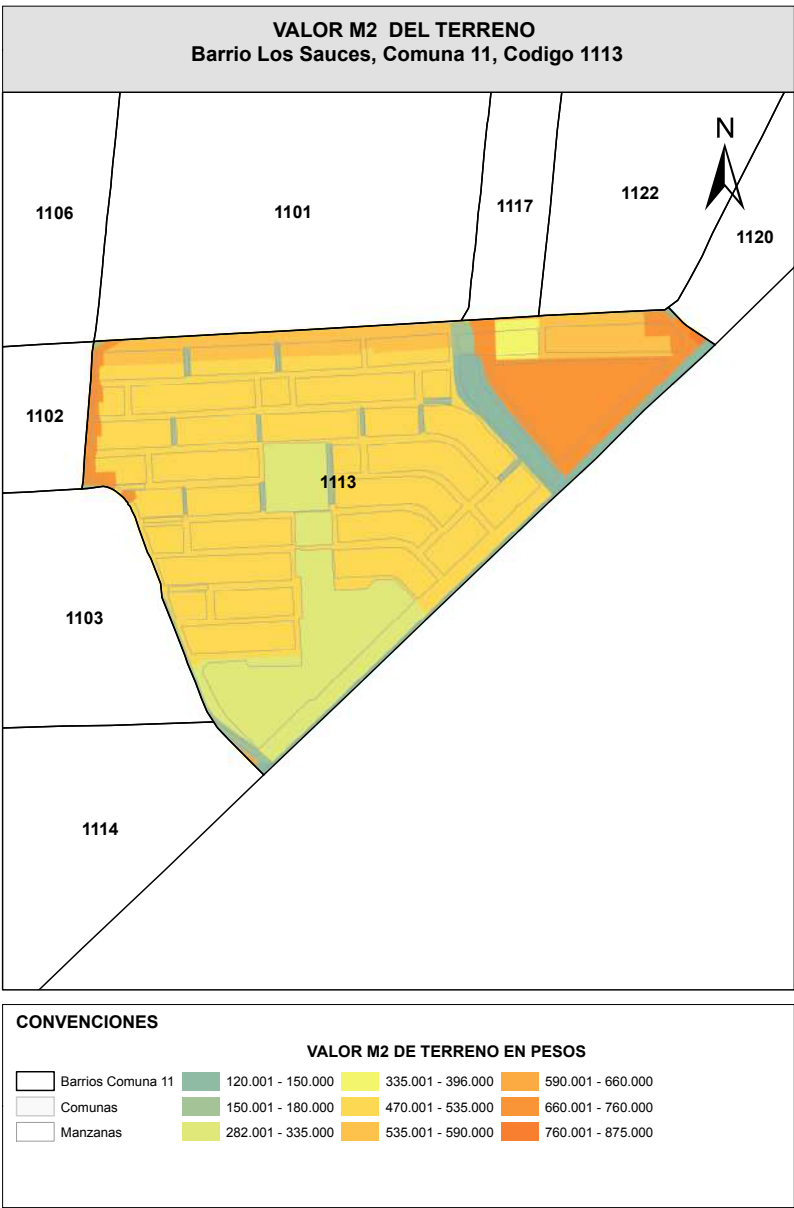 VALOR M2 DEL TERRENO
Barrio Los Sauces, Comuna 11, Codigo 1113
N
1122
1106
1101
1117
1120
1102
1113
1103
1114
CONVENCIONES
VALOR M2 DE TERRENO EN PESOS
Barrios Comuna 11 120.001 - 150.000 335.001 - 396.000 590.001 - 660.000
Comunas 150.001 - 180.000 470.001 - 535.000 660.001 - 760.000
Manzanas 282.001 - 335.000 535.001 - 590.000 760.001 - 875.000